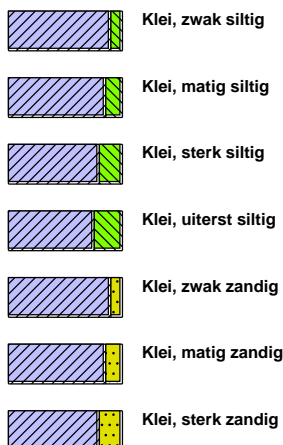 Klei, zwak siltig
Klei, matig siltig
Klei, sterk siltig
Klei, uiterst siltig
Klei, zwak zandig
Klei, matig zandig
Klei, sterk zandig